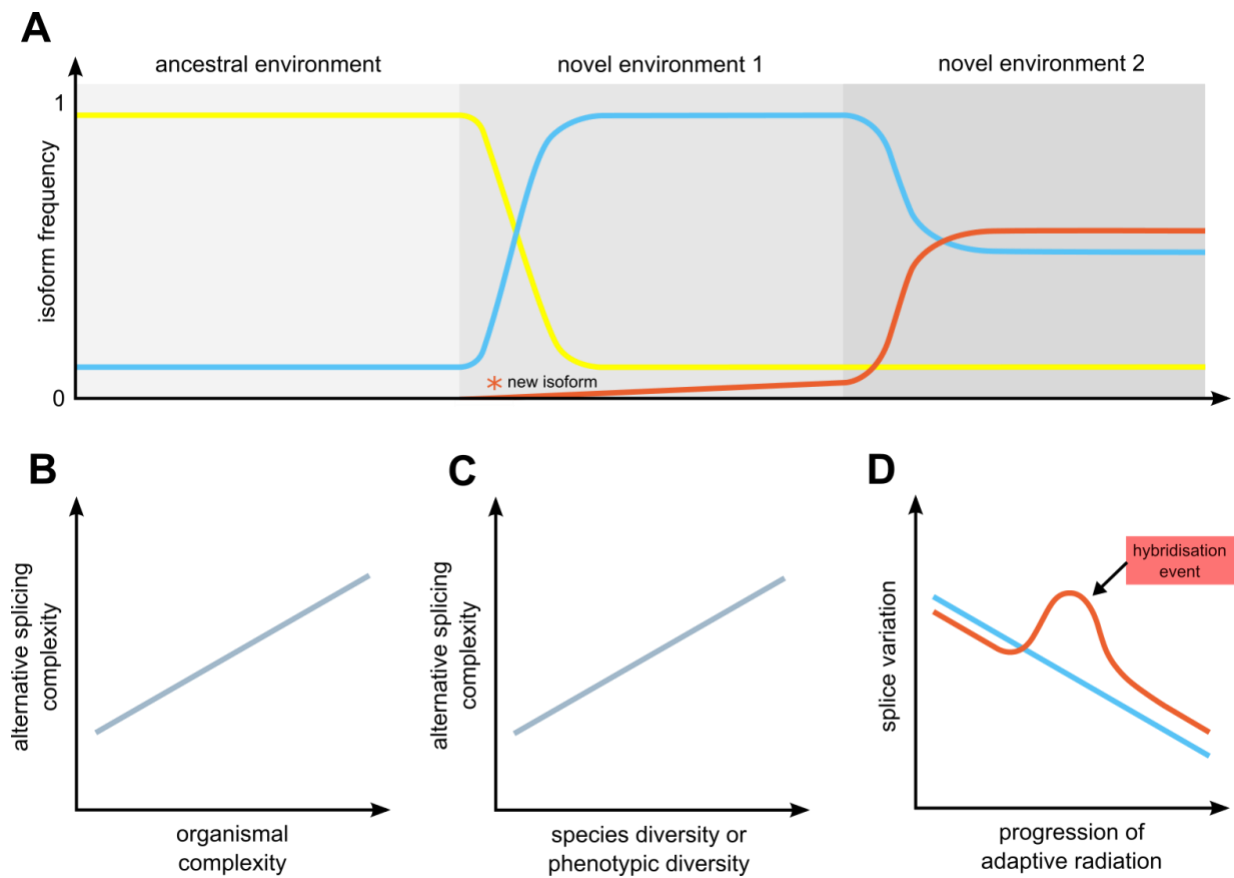 A
ancestral environment
novel environment 1
novel environment 2
1
isoform frequency
0
* new isoform
B
alternative splicing
complexity
organismal
complexity
C
alternative splicing
complexity
species diversity or
phenotypic diversity
D
splice variation
hybridisation
event
progression of
adaptive radiation